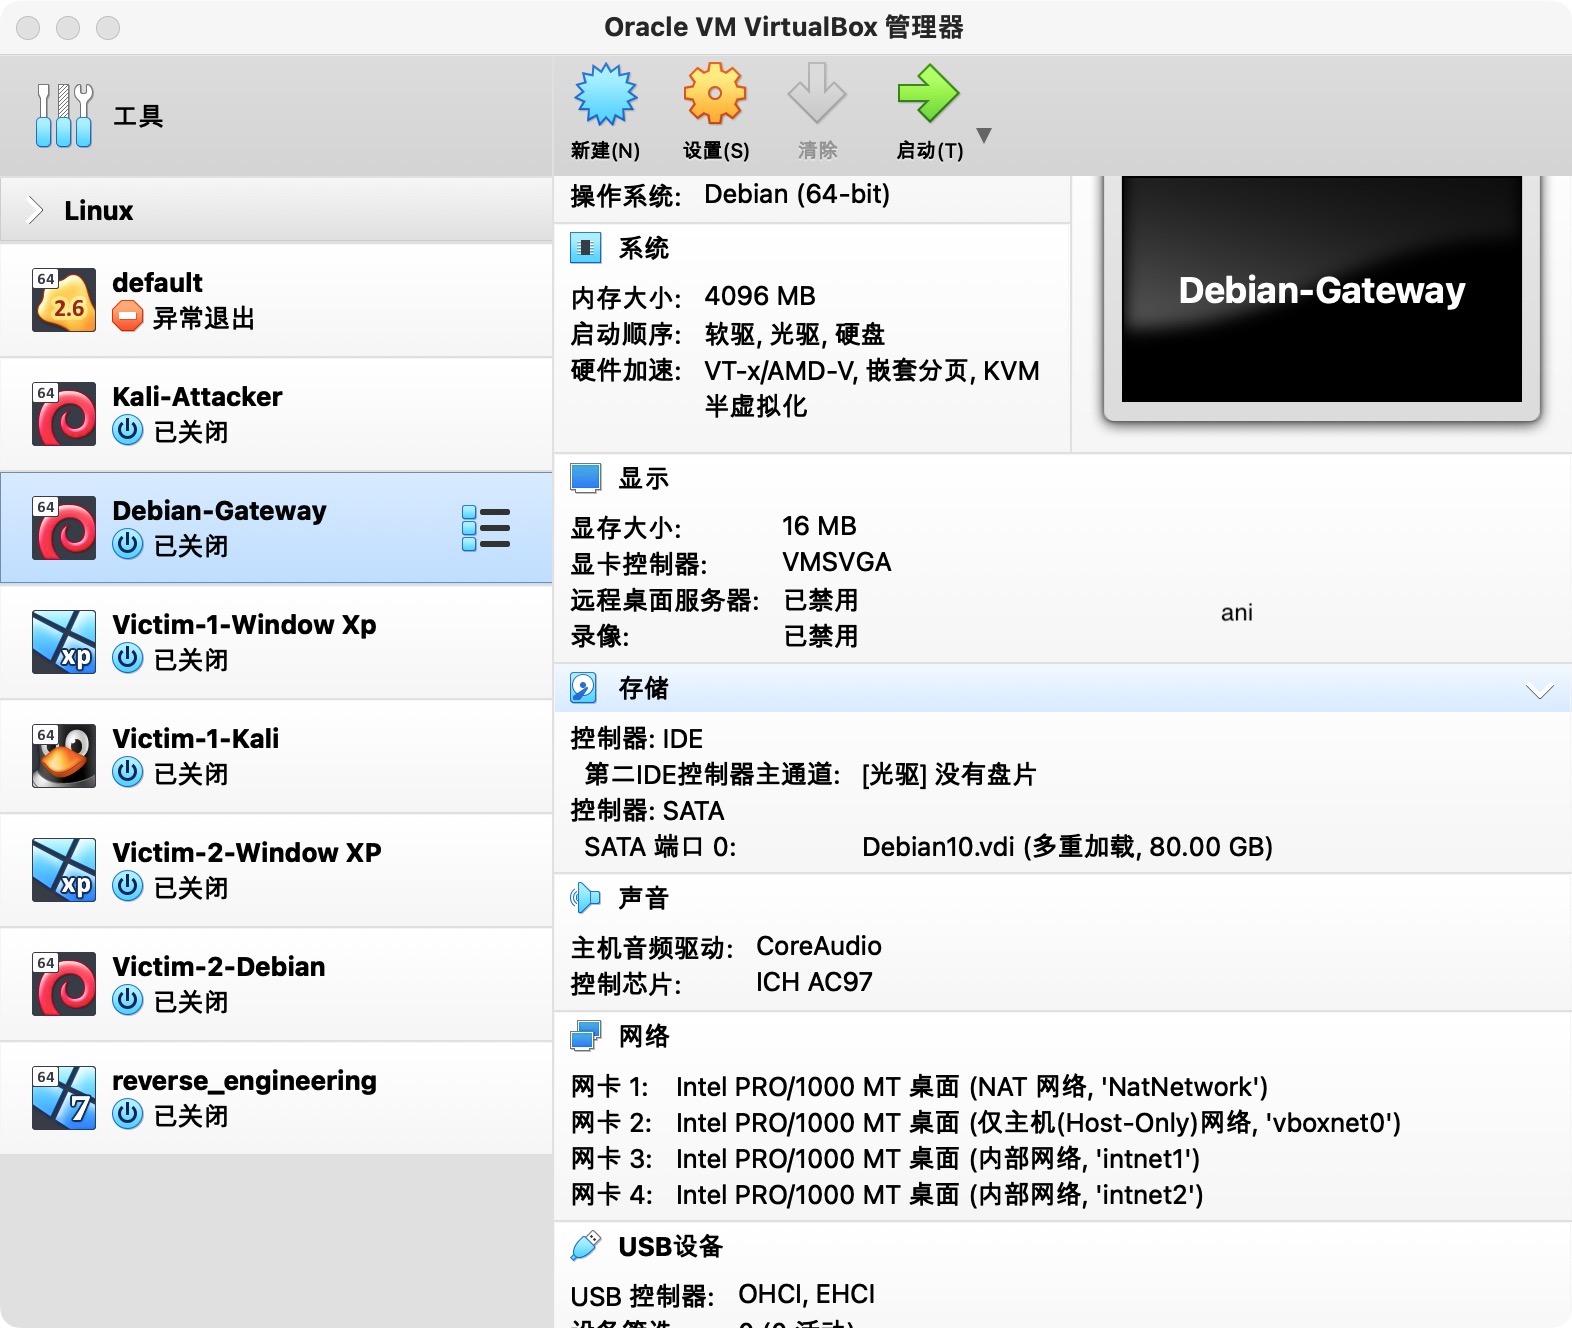 Oracle VM VirtualBox 管理器
工具
新建(N)
设置(S)
清除
启动(T)
Linux
64
2.6
default
异常退出
64
Kali-Attacker
已关闭
64
Debian-Gateway
已关闭
xp
Victim-1-Window Xp
已关闭
64
Victim-1-Kali
已关闭
xp
Victim-2-Window XP
已关闭
64
Victim-2-Debian
已关闭
64
7
reverse_engineering
已关闭
操作系统: Debian (64-bit)
系统
内存大小: 4096 MB
启动顺序: 软驱, 光驱, 硬盘
硬件加速: VT-x/AMD-V, 嵌套分页, KVM
半虚拟化
Debian-Gateway
显示
显存大小: 16 MB
显卡控制器: VMSVGA
远程桌面服务器: 已禁用
录像: 已禁用
ani
存储
控制器: IDE
第二IDE控制器主通道: [光驱] 没有盘片
控制器: SATA
SATA 端口 0: Debian10.vdi (多重加载, 80.00 GB)
声音
主机音频驱动: CoreAudio
控制芯片: ICH AC97
网络
网卡 1: Intel PRO/1000 MT 桌面 (NAT 网络, 'NatNetwork')
网卡 2: Intel PRO/1000 MT 桌面 (仅主机(Host-Only)网络, 'vboxnet0')
网卡 3: Intel PRO/1000 MT 桌面 (内部网络, 'intnet1')
网卡 4: Intel PRO/1000 MT 桌面 (内部网络, 'intnet2')
USB设备
USB 控制器: OHCI, EHCI